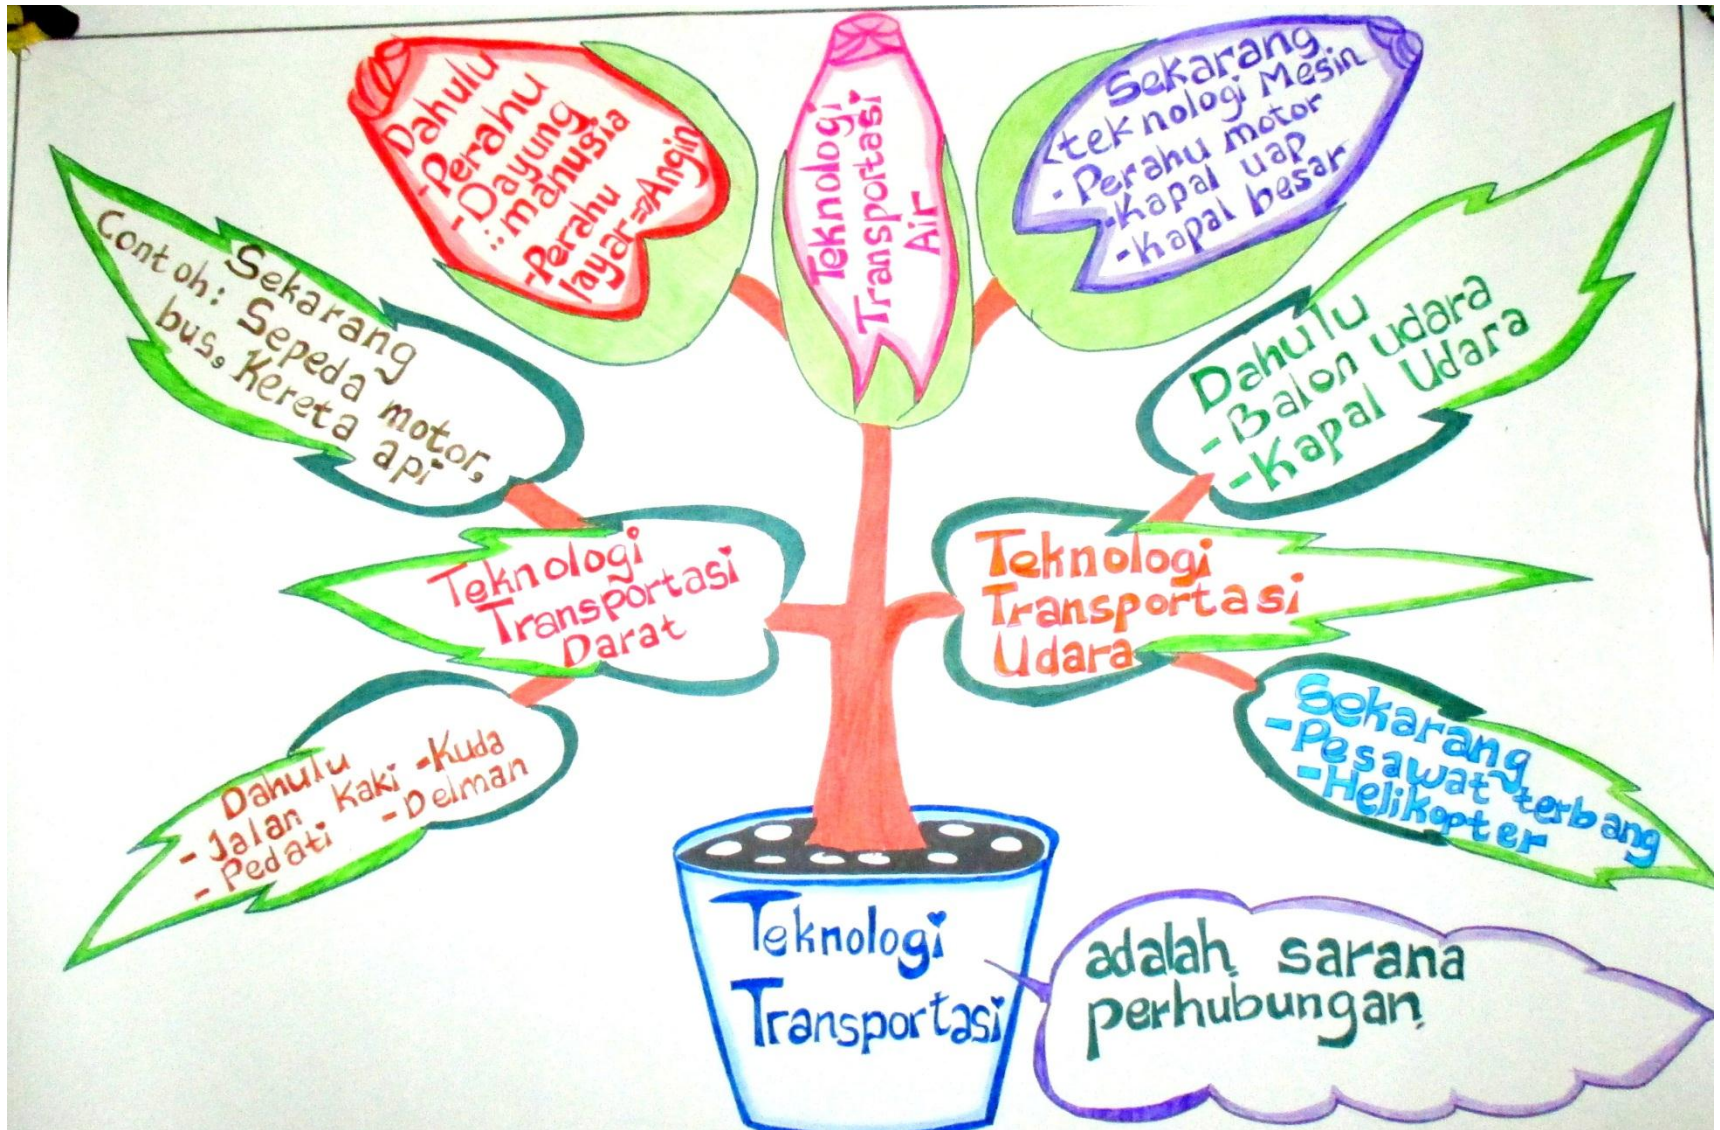 Dahulu
-Perahu
-Dayung
:: manusia
-Perahu
layar⇒Angin
Teknologi
Transportasi
Air
Sekarang
(teknologi Mesin
-Perahu motor
-Kapal uap
-Kapal besar
Sekarang
Contoh: Sepeda motor,
bus, Kereta api
Dahulu
-Balon udara
-Kapal Udara
Teknologi
Transportasi
Darat
Teknologi
Transportasi
Udara
Dahulu
-Jalan Kaki -Kuda
-Pedati -Delman
Sekarang
-Pesawat terbang
-Helikopter
Teknologi
Transportasi
adalah sarana
perhubungan